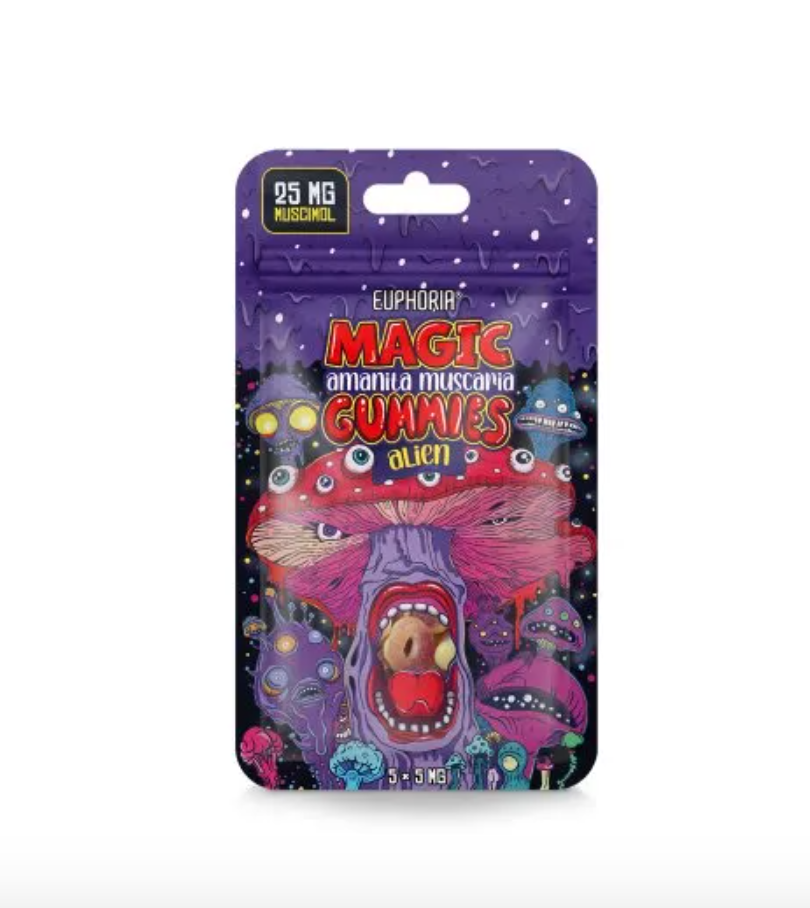 25 MG
MUSCIMOL
EUPHORIA®
MAGIC
amanita muscaria
GUMMIES
alien
5 × 5 MG